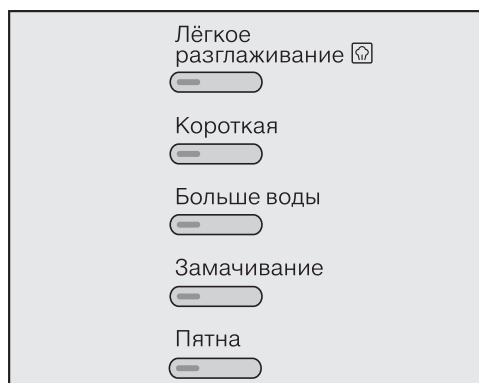 Лёгкое
разглаживание
Короткая
Больше воды
Замачивание
Пятна